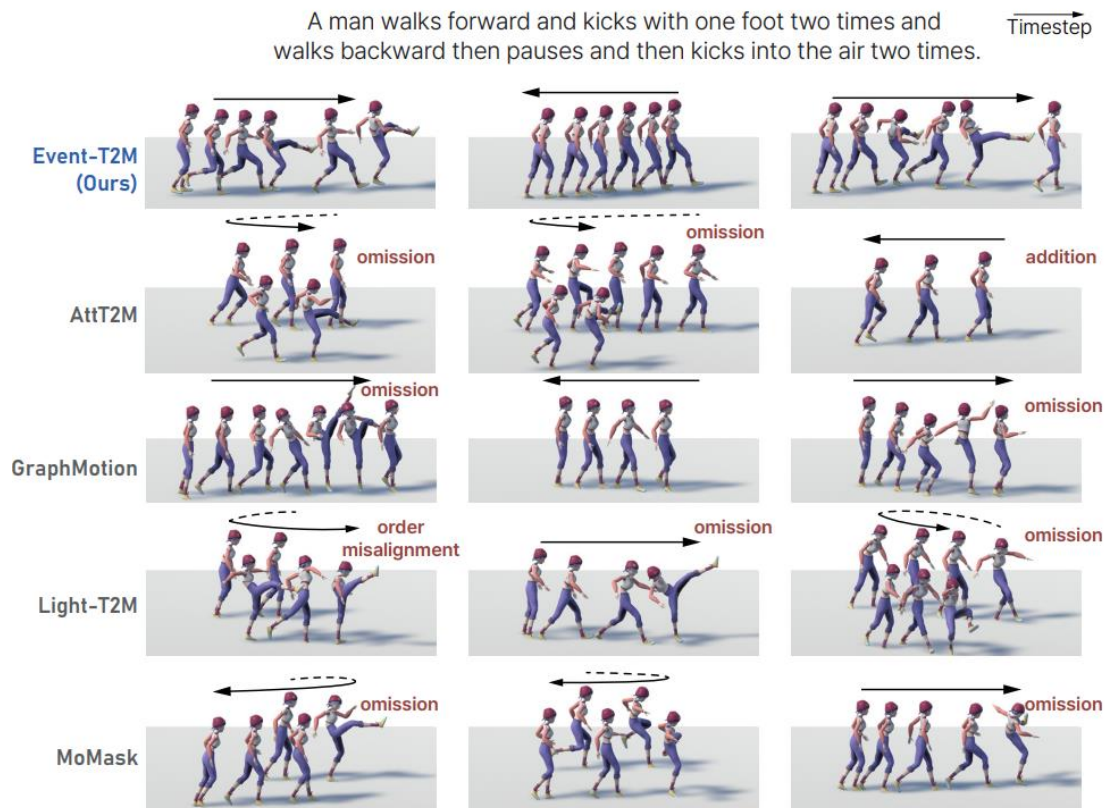 A man walks forward and kicks with one foot two times and
walks backward then pauses and then kicks into the air two times.
Timestep
Event-T2M
(Ours)
AttT2M
omission
omission
addition
GraphMotion
omission
omission
Light-T2M
order
misalignment
omission
omission
MoMask
omission
omission